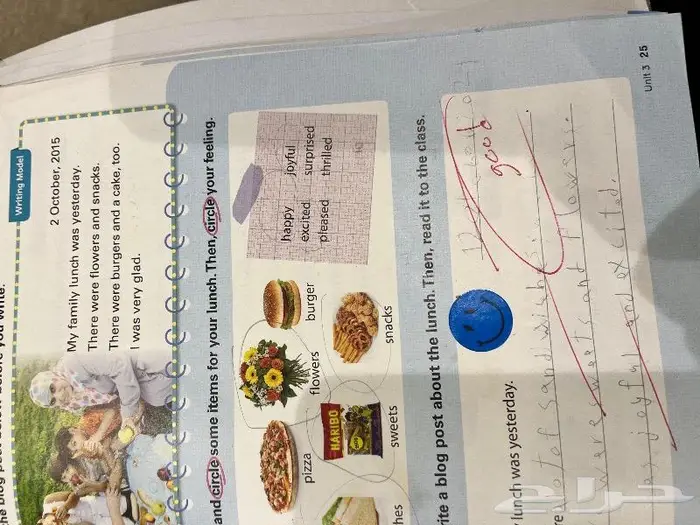 Writing Model
2 October, 2015
My family lunch was yesterday.
There were flowers and snacks.
There were burgers and a cake, too.
I was very glad.
and circle some items for your lunch. Then, circle your feeling.
pizza
flowers
burger
sweets
snacks
HARIBO
happy joyful
excited surprised
pleased thrilled
a blog post about the lunch. Then, read it to the class.
good
lunch was yesterday.
of sandwishes.
were sweets and flowers.
joyful and excited.
Unit 3 25
حراج